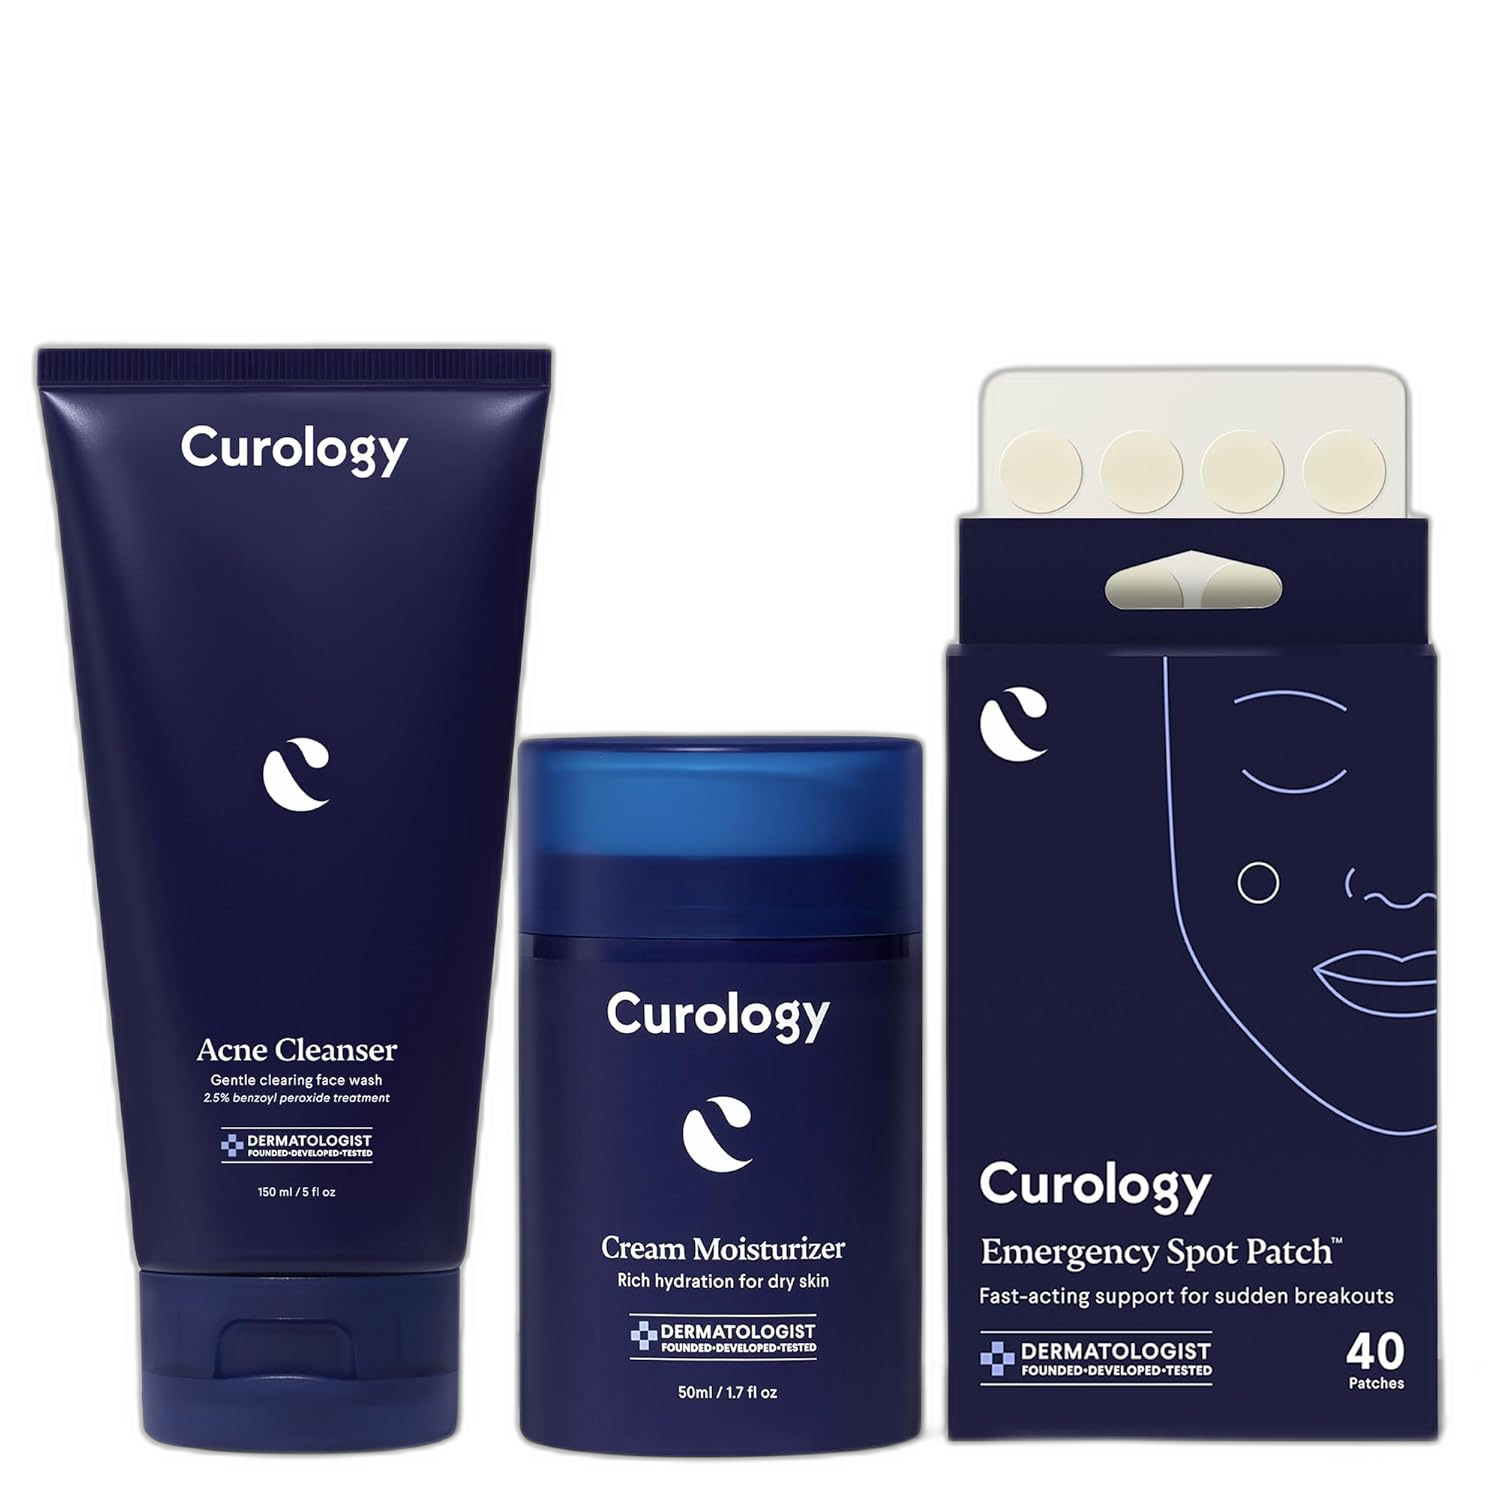 Curology
Acne Cleanser
Gentle clearing face wash
2.5% benzoyl peroxide treatment
DERMATOLOGIST
FOUNDED•DEVELOPED•TESTED
150 ml / 5 fl oz
Curology
Cream Moisturizer
Rich hydration for dry skin
DERMATOLOGIST
FOUNDED•DEVELOPED•TESTED
50ml / 1.7 fl oz
Curology
Emergency Spot Patch™
Fast-acting support for sudden breakouts
DERMATOLOGIST
FOUNDED•DEVELOPED•TESTED
40
Patches